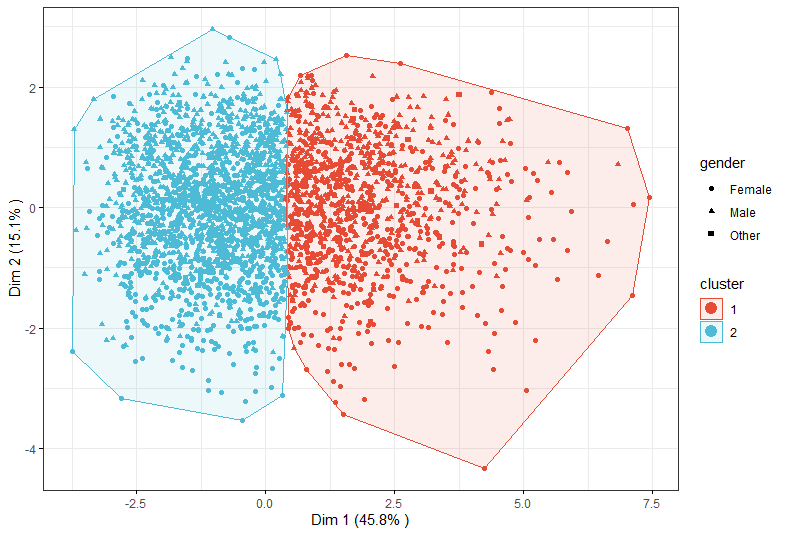 2
0
-2
-4
Dim 2 (15.1% )
-2.5
0.0
2.5
5.0
7.5
Dim 1 (45.8% )
gender
Female
Male
Other
cluster
1
2